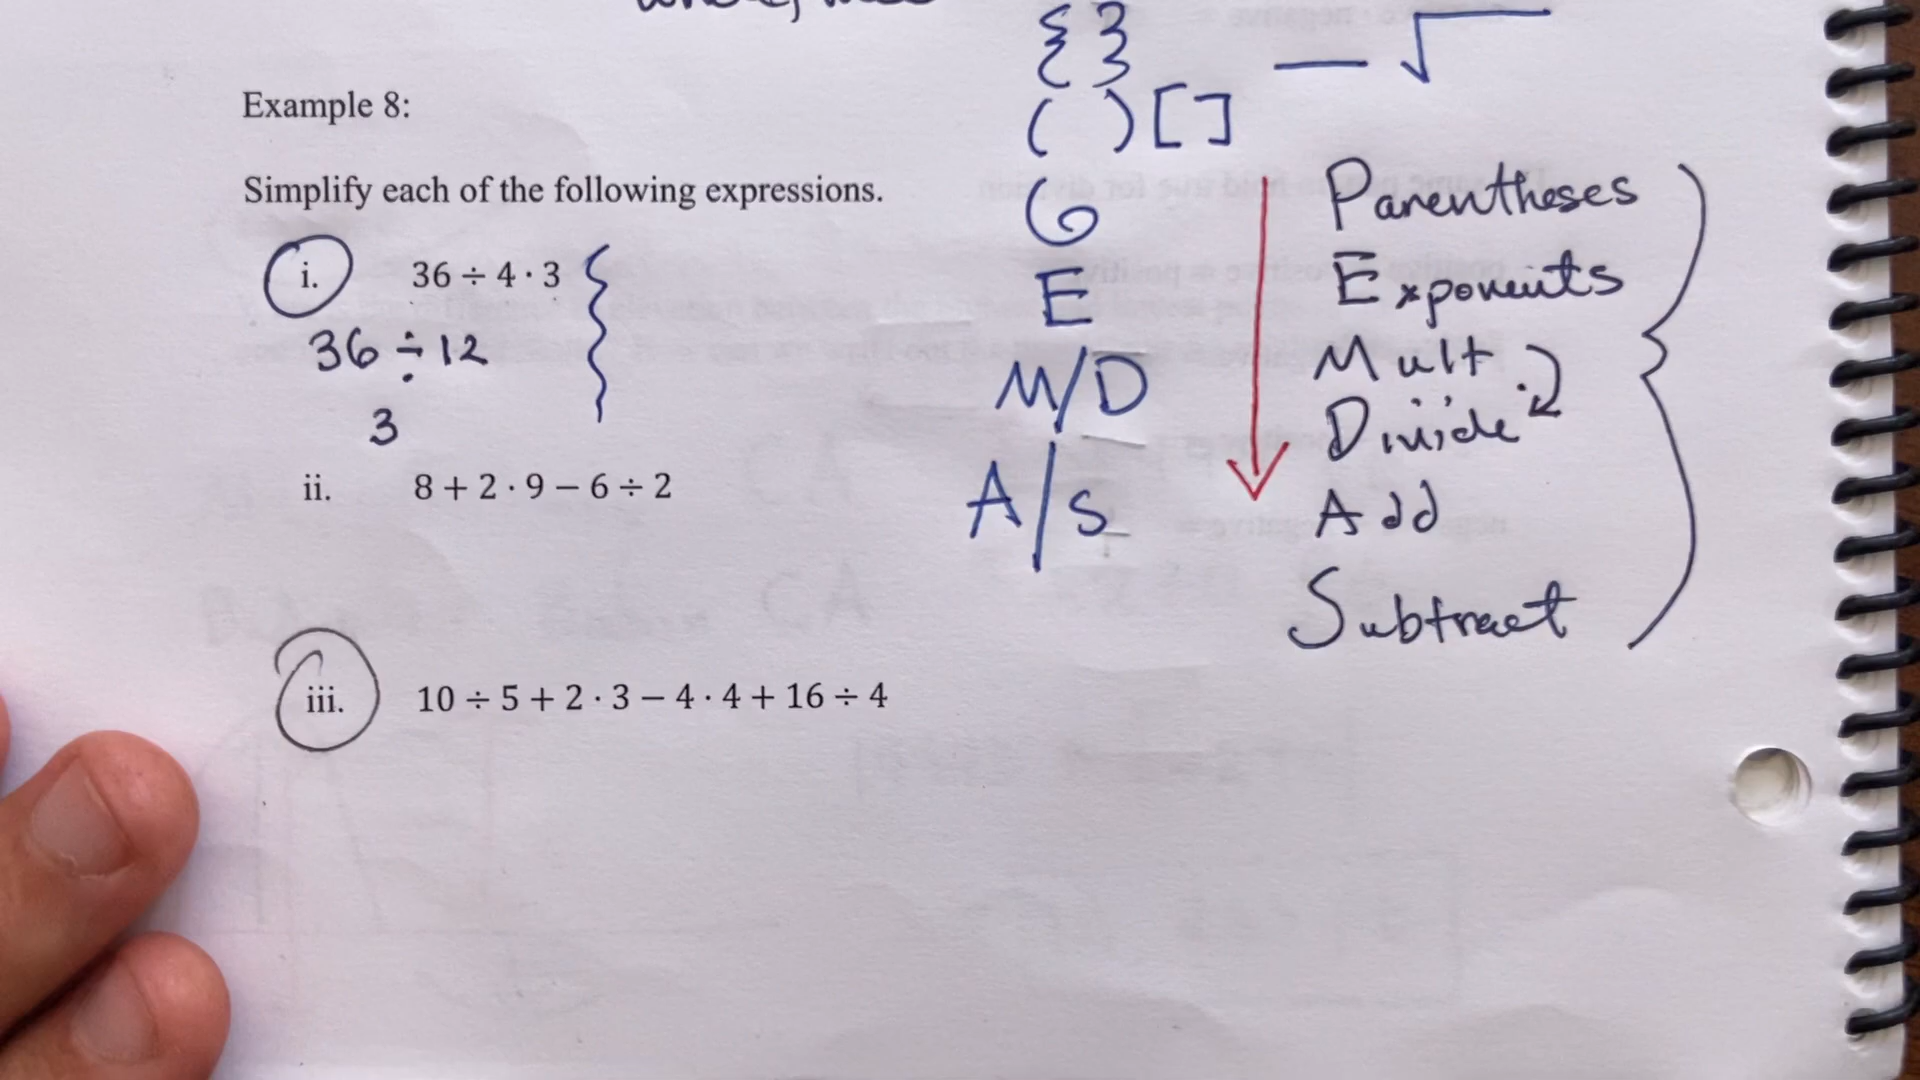 Example 8:
Simplify each of the following expressions.
i. 36 ÷ 4 · 3
36 ÷ 12
3
ii. 8 + 2 · 9 − 6 ÷ 2
iii. 10 ÷ 5 + 2 · 3 − 4 · 4 + 16 ÷ 4
{ } — √
( ) [ ]
G
E
M/D
A/S
Parentheses
Exponents
Mult
Divide
Add
Subtract